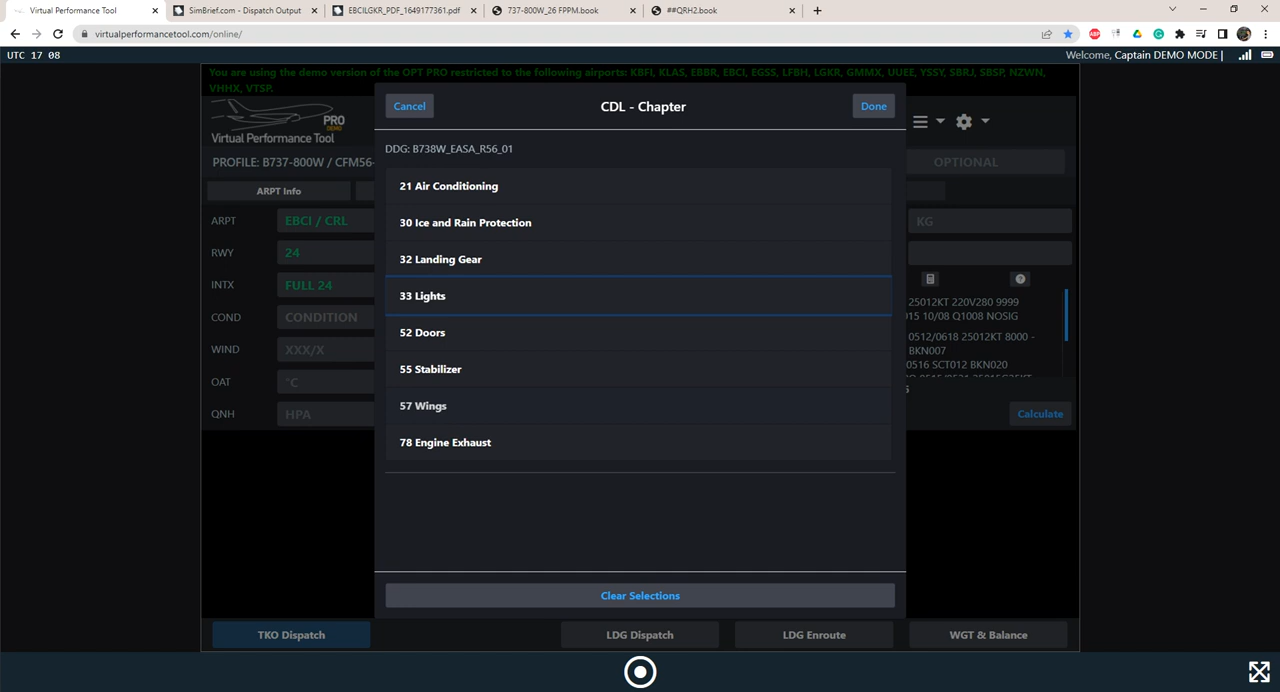 Virtual Performance Tool
SimBrief.com - Dispatch Output
EBCILGKR_PDF_1649177361.pdf
737-800W_26 FPPM.book
##QRH2.book
virtualperformancetool.com/online/
ABP
UTC 17 08
Welcome, Captain DEMO MODE |
You are using the demo version of the OPT PRO restricted to the following airports: KBFI, KLAS, EBBR, EBCI, EGSS, LFBH, LGKR, GMMX, UUEE, YSSY, SBRJ, SBSP, NZWN,
VHHX, VTSP.
PRO
DEMO
Virtual Performance Tool
PROFILE: B737-800W / CFM56-
OPTIONAL
ARPT Info
ARPT
EBCI / CRL
KG
RWY
24
INTX
FULL 24
COND
CONDITION
WIND
XXX/X
OAT
°C
QNH
HPA
25012KT 220V280 9999
015 10/08 Q1008 NOSIG
0512/0618 25012KT 8000 -
BKN007
0516 SCT012 BKN020
Calculate
Cancel
CDL - Chapter
Done
DDG: B738W_EASA_R56_01
21 Air Conditioning
30 Ice and Rain Protection
32 Landing Gear
33 Lights
52 Doors
55 Stabilizer
57 Wings
78 Engine Exhaust
Clear Selections
TKO Dispatch
LDG Dispatch
LDG Enroute
WGT & Balance